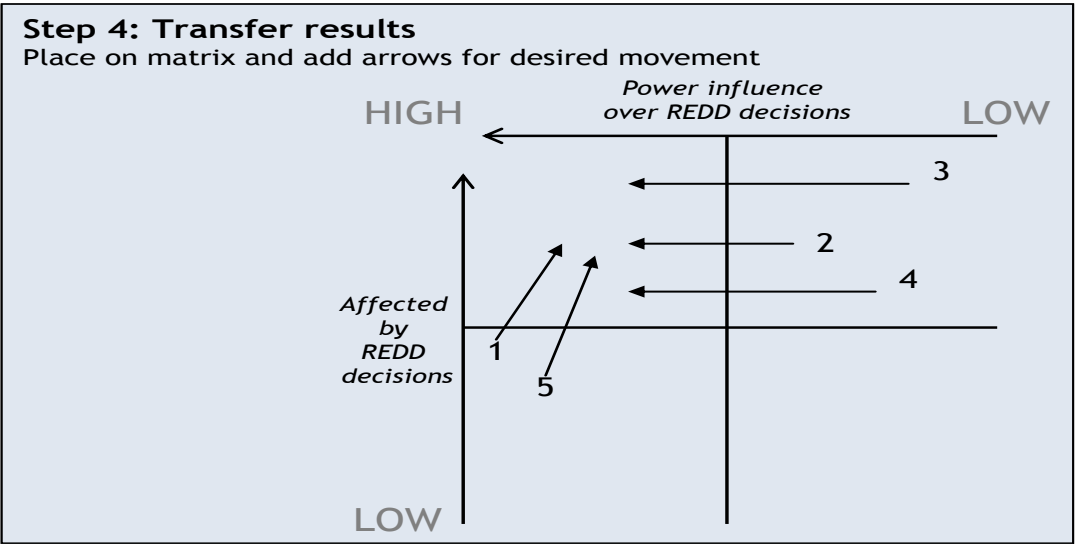 Step 4: Transfer results
Place on matrix and add arrows for desired movement
Power influence
over REDD decisions
HIGH
LOW
3
2
4
Affected
by
REDD
decisions
1
5
LOW